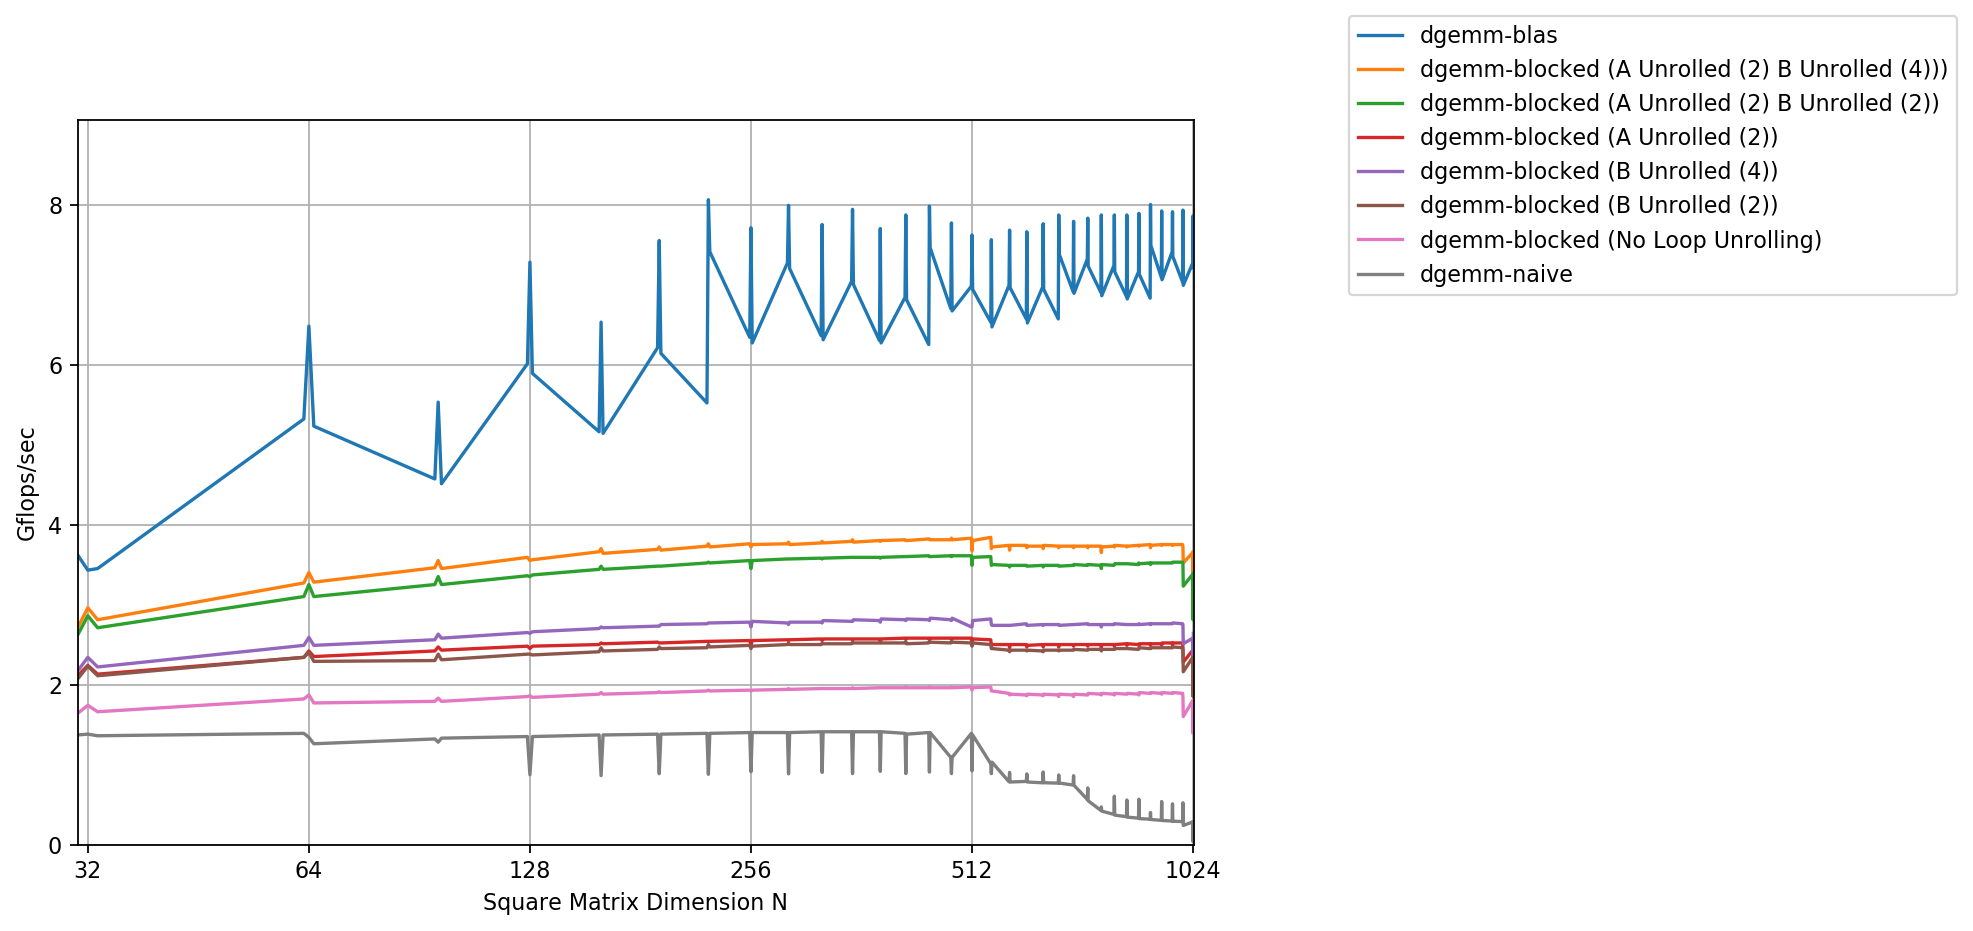 dgemm-blas
dgemm-blocked (A Unrolled (2) B Unrolled (4)))
dgemm-blocked (A Unrolled (2) B Unrolled (2))
dgemm-blocked (A Unrolled (2))
dgemm-blocked (B Unrolled (4))
dgemm-blocked (B Unrolled (2))
dgemm-blocked (No Loop Unrolling)
dgemm-naive
8
6
4
2
0
Gflops/sec
32 64 128 256 512 1024
Square Matrix Dimension N